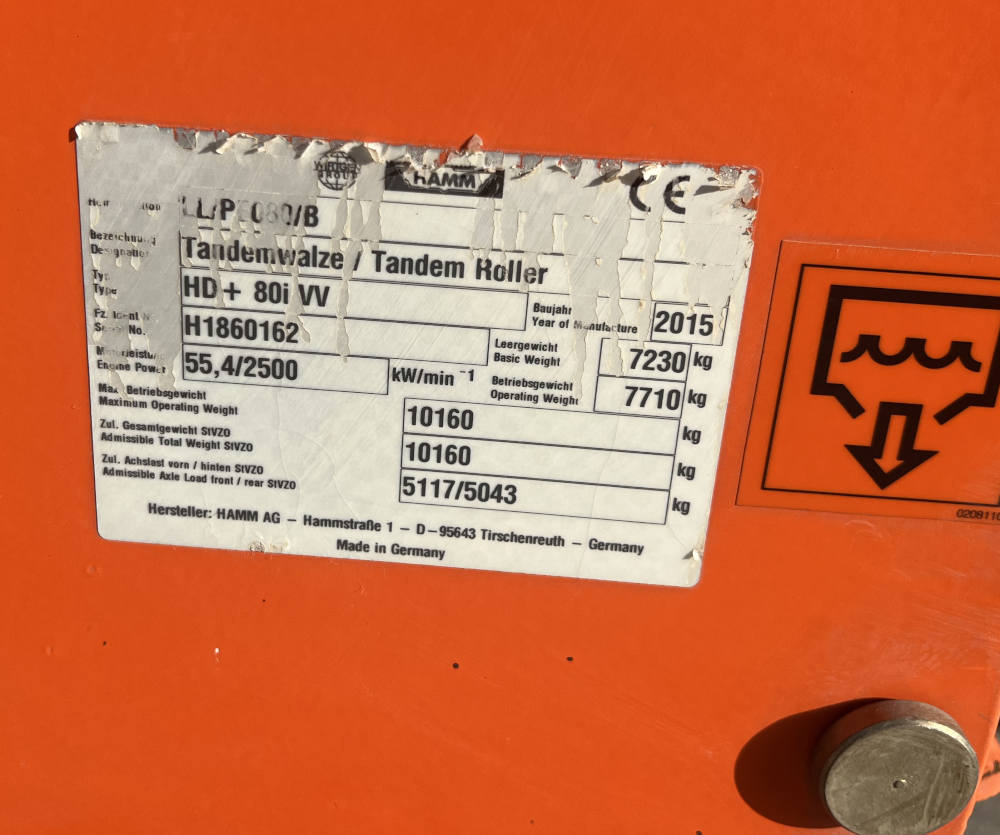 WIRTGEN GROUP
HAMM
CE
Bezeichnung
Designation
Tandemwalze / Tandem Roller
Typ
Type
HD+ 80i VV
Baujahr
Year of Manufacture
2015
No.
H1860162
Leergewicht
Basic Weight
7230 kg
Motorleistung
Engine Power
55,4/2500
kW/min⁻¹
Betriebsgewicht
Operating Weight
7710 kg
Max. Betriebsgewicht
Maximum Operating Weight
10160 kg
Zul. Gesamtgewicht StVZO
Admissible Total Weight StVZO
10160 kg
Zul. Achslast vorn / hinten StVZO
Admissible Axle Load front / rear StVZO
5117/5043 kg
Hersteller: HAMM AG – Hammstraße 1 – D–95643 Tirschenreuth – Germany
Made in Germany